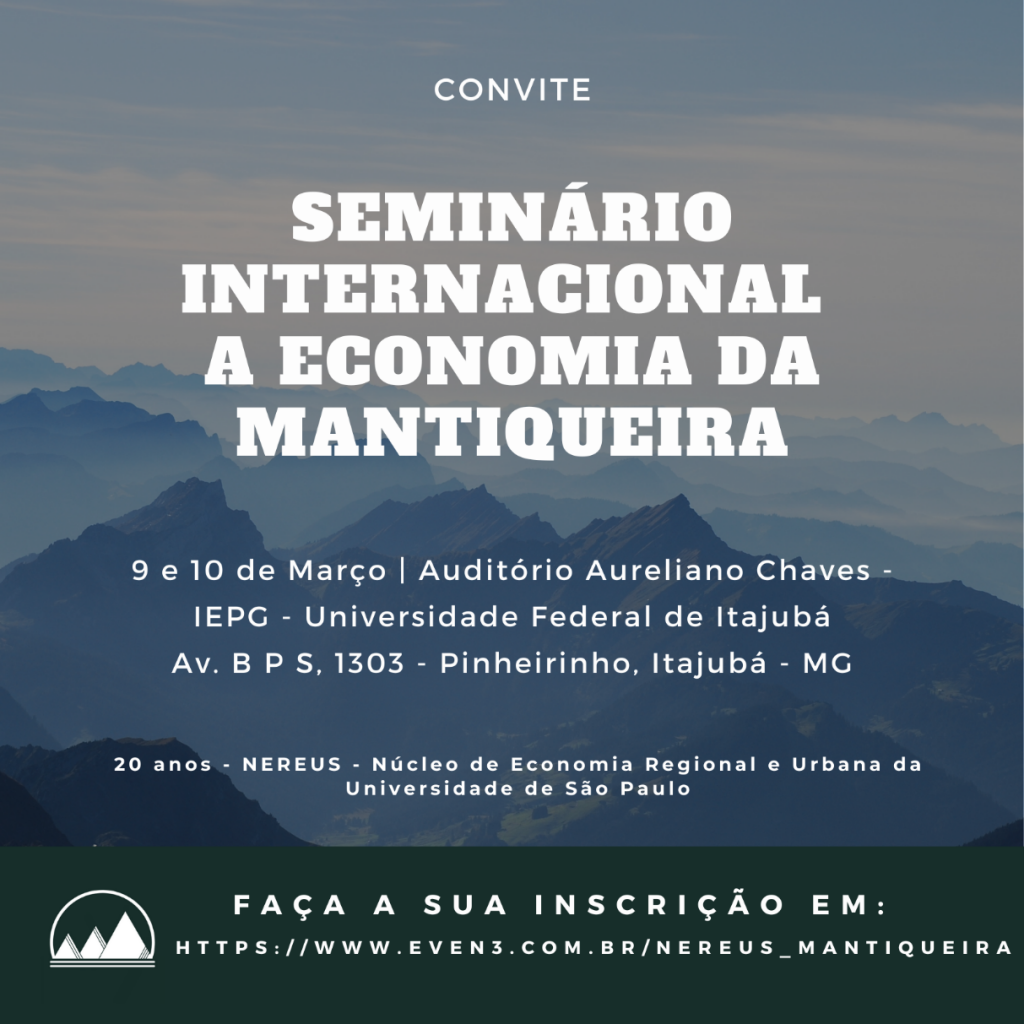 CONVITE
SEMINÁRIO
INTERNACIONAL
A ECONOMIA DA
MANTIQUEIRA
9 e 10 de Março | Auditório Aureliano Chaves -
IEPG - Universidade Federal de Itajubá
Av. B P S, 1303 - Pinheirinho, Itajubá - MG
20 anos - NEREUS - Núcleo de Economia Regional e Urbana da
Universidade de São Paulo
FAÇA A SUA INSCRIÇÃO EM:
HTTPS://WWW.EVEN3.COM.BR/NEREUS_MANTIQUEIRA